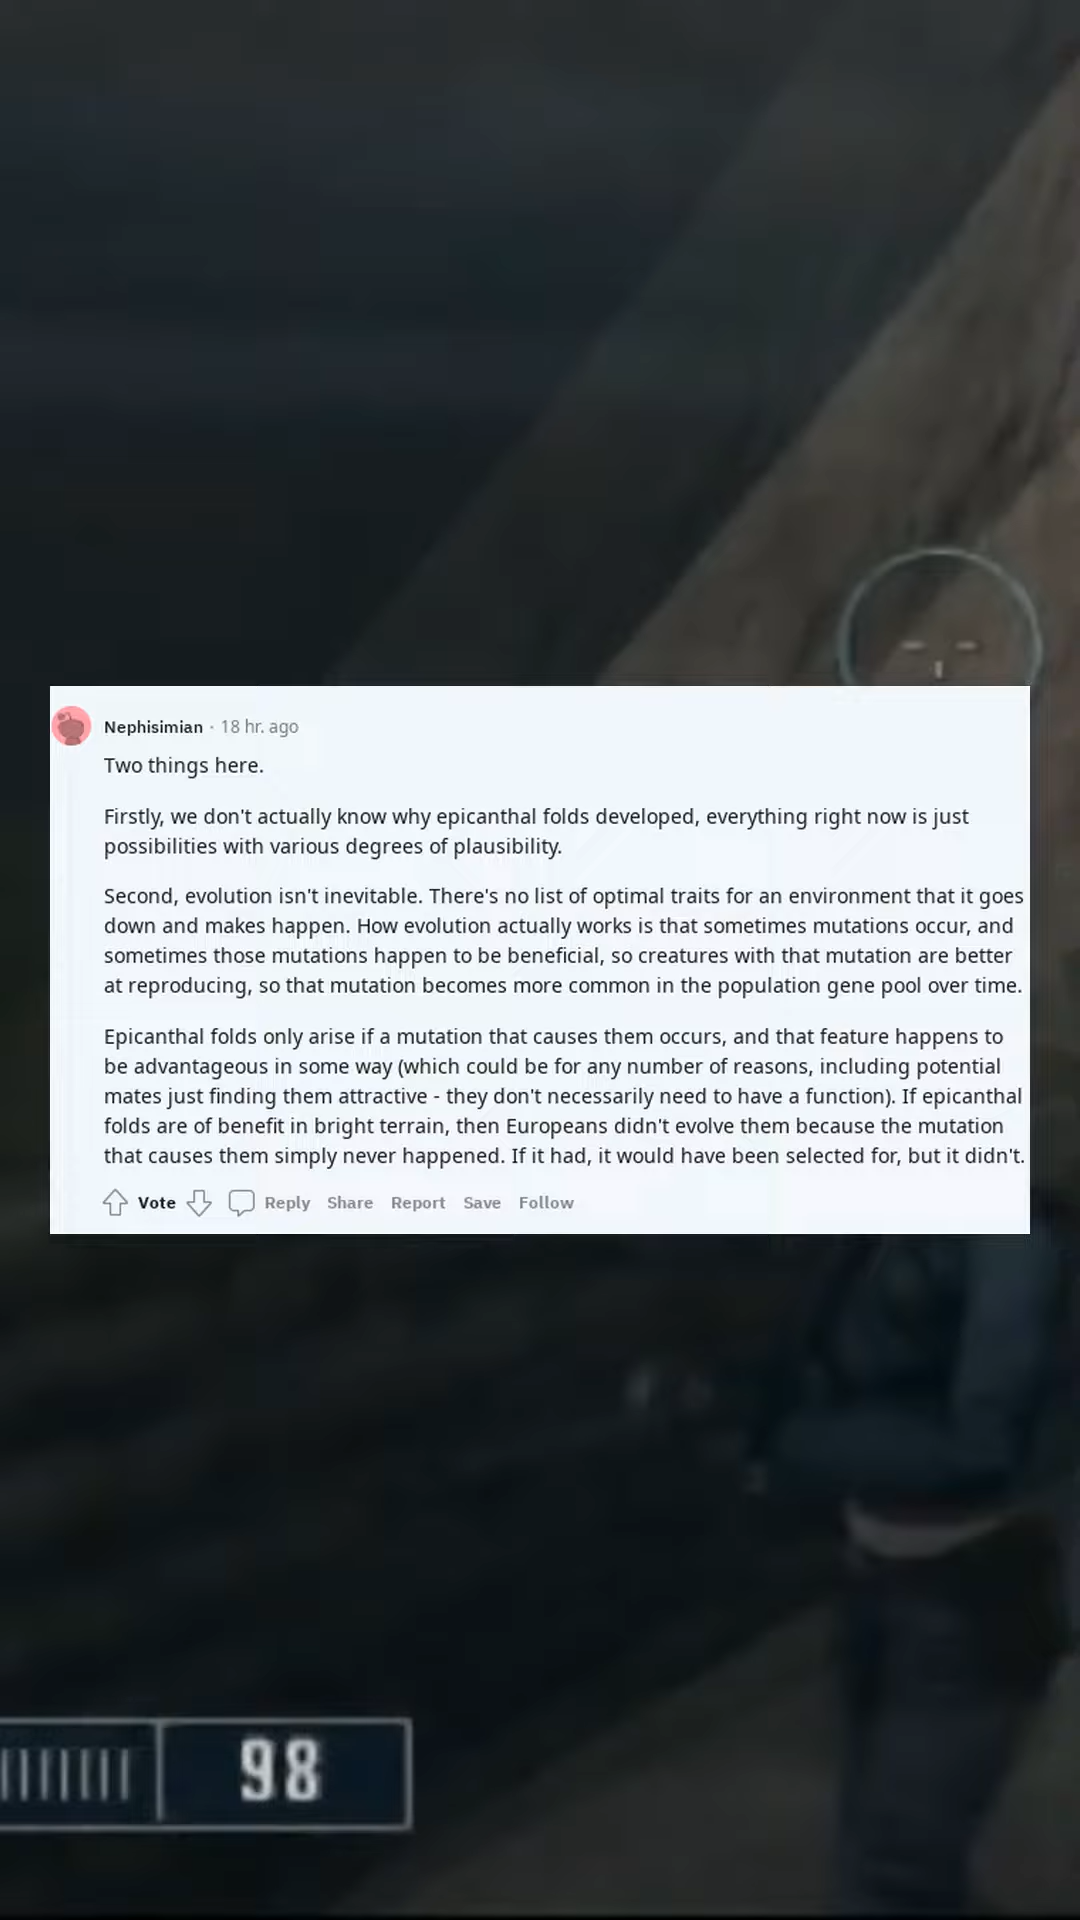 Nephisimian · 18 hr. ago
Two things here.
Firstly, we don't actually know why epicanthal folds developed, everything right now is just
possibilities with various degrees of plausibility.
Second, evolution isn't inevitable. There's no list of optimal traits for an environment that it goes
down and makes happen. How evolution actually works is that sometimes mutations occur, and
sometimes those mutations happen to be beneficial, so creatures with that mutation are better
at reproducing, so that mutation becomes more common in the population gene pool over time.
Epicanthal folds only arise if a mutation that causes them occurs, and that feature happens to
be advantageous in some way (which could be for any number of reasons, including potential
mates just finding them attractive - they don't necessarily need to have a function). If epicanthal
folds are of benefit in bright terrain, then Europeans didn't evolve them because the mutation
that causes them simply never happened. If it had, it would have been selected for, but it didn't.
Vote Reply Share Report Save Follow
98